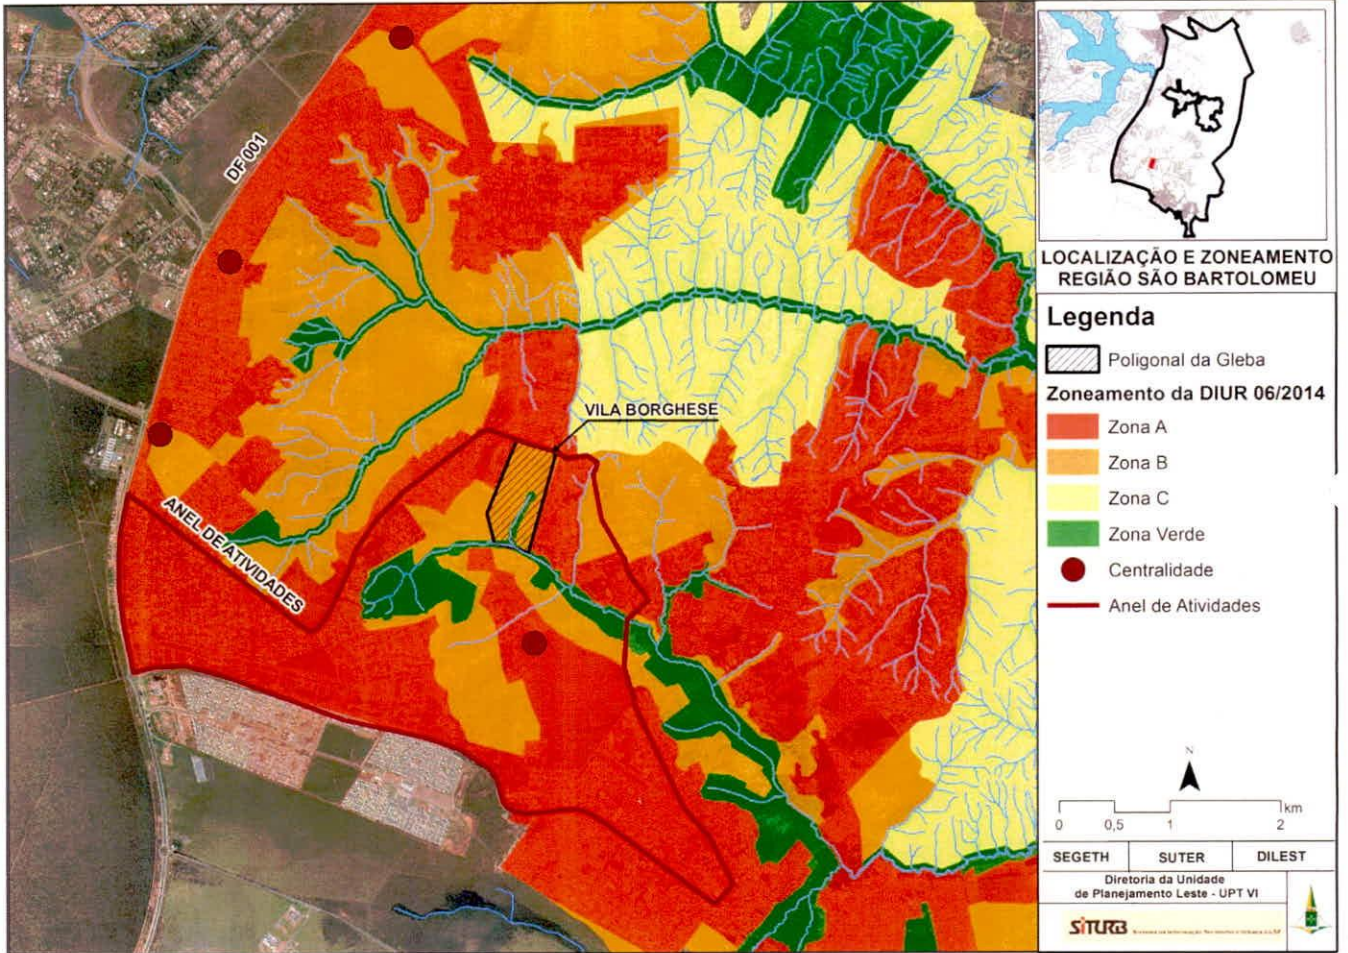 DF 001
VILA BORGHESE
ANEL DE ATIVIDADES
LOCALIZAÇÃO E ZONEAMENTO
REGIÃO SÃO BARTOLOMEU
Legenda
Poligonal da Gleba
Zoneamento da DIUR 06/2014
Zona A
Zona B
Zona C
Zona Verde
Centralidade
Anel de Atividades
N
km
0 0,5 1 2
SEGETH SUTER DILEST
Diretoria da Unidade
de Planejamento Leste - UPT VI
SITURB